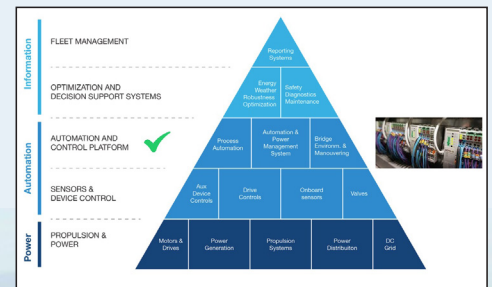 Information
FLEET MANAGEMENT
Reporting
Systems
OPTIMIZATION AND
DECISION SUPPORT SYSTEMS
Energy
Weather
Robustness
Optimization
Safety
Diagnostics
Maintenance
Automation
AUTOMATION AND
CONTROL PLATFORM
Process
Automation
Automation &
Power
Management
System
Bridge
Environm. &
Manouvering
SENSORS &
DEVICE CONTROL
Aux
Device
Controls
Drive
Controls
Onboard
sensors
Valves
Power
PROPULSION &
POWER
Motors &
Drives
Power
Generation
Propulsion
Systems
Power
Distribuiton
DC
Grid